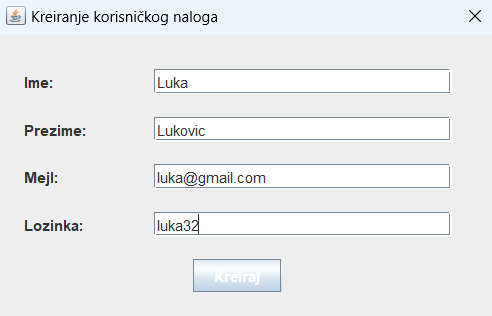 Kreiranje korisničkog naloga
Ime: Luka
Prezime: Lukovic
Mejl: luka@gmail.com
Lozinka: luka32
Kreiraj